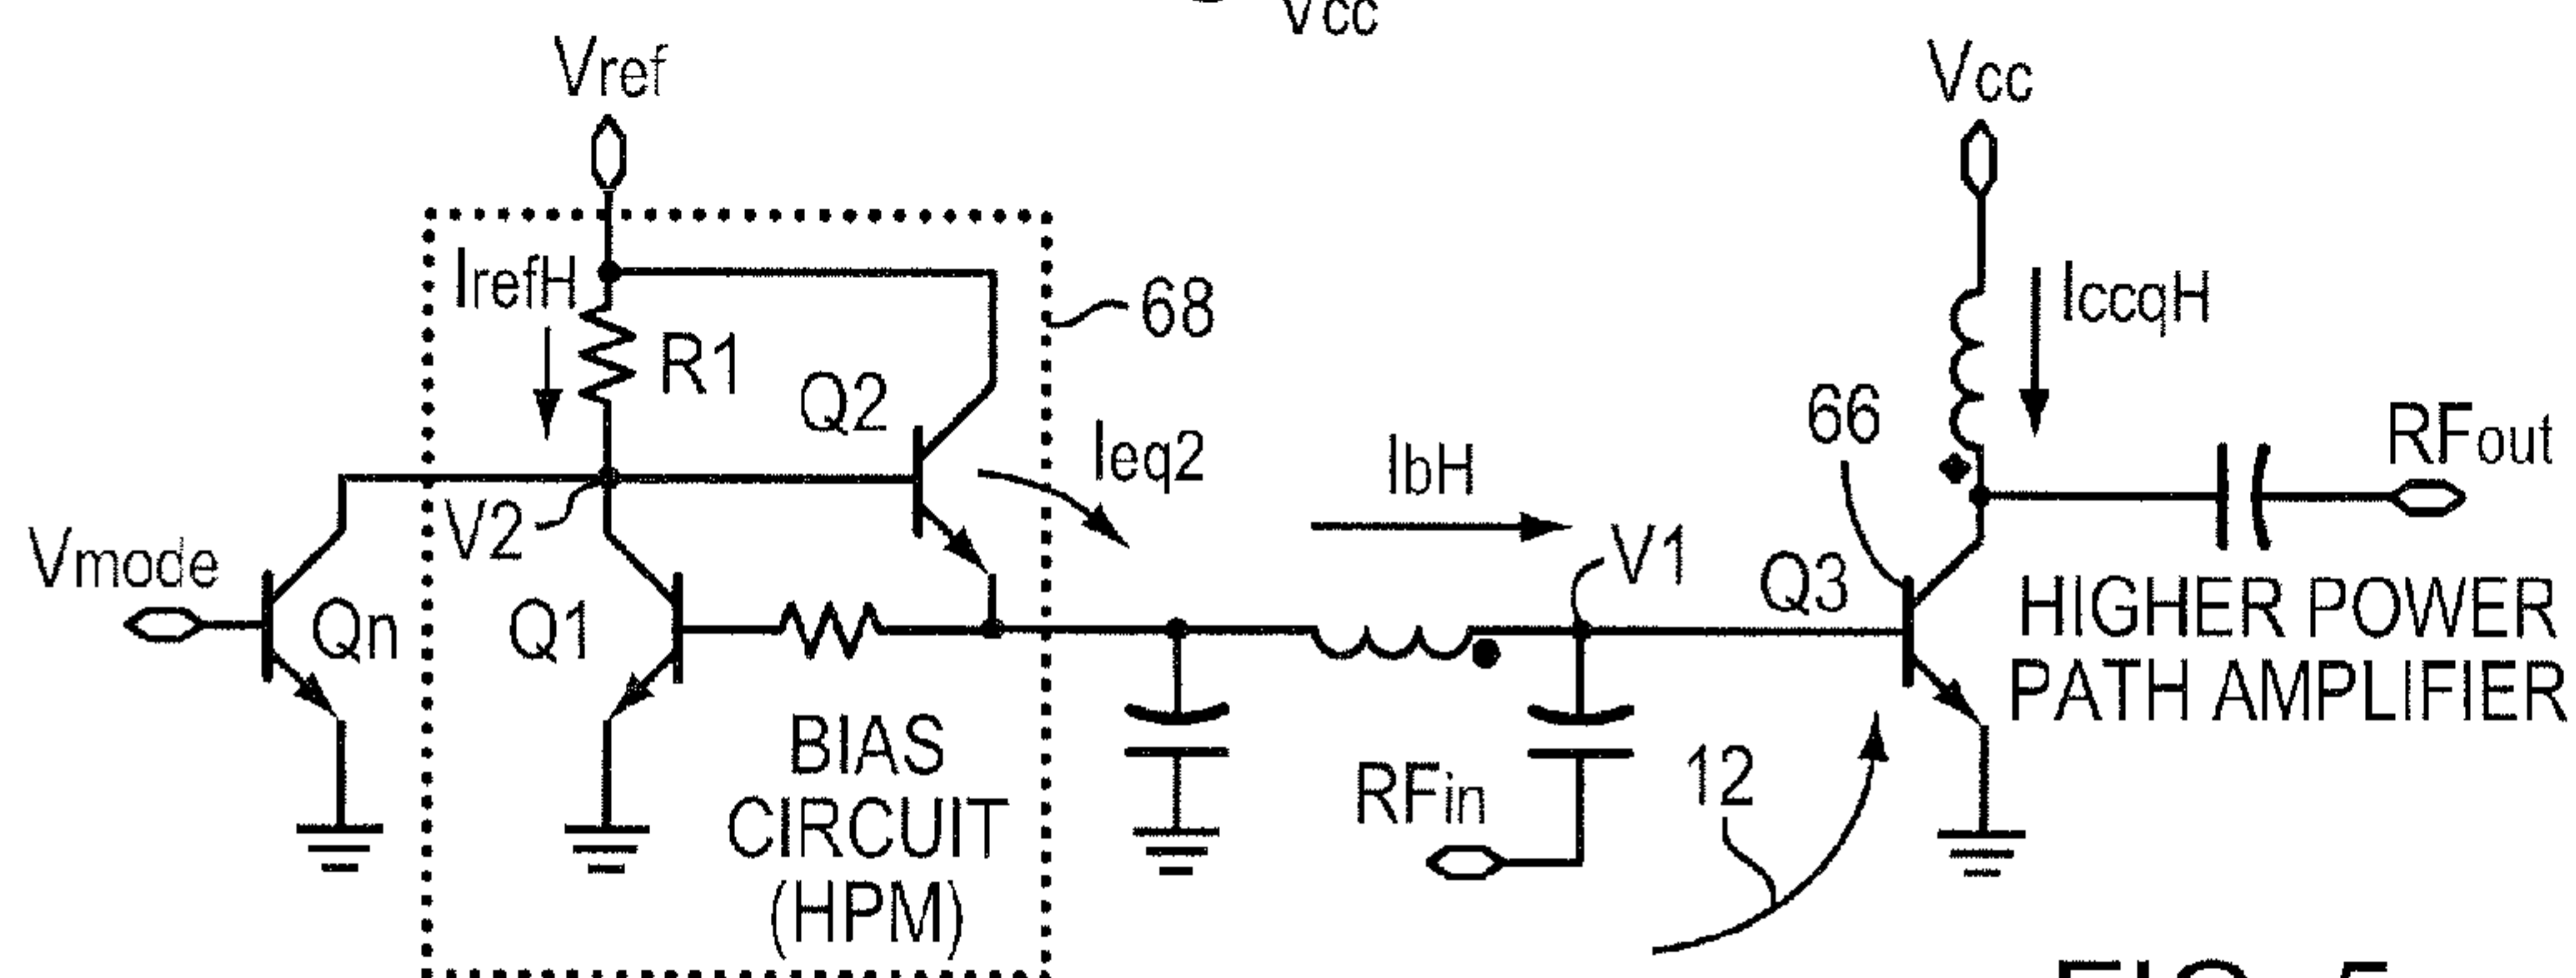 Vcc
Vref
Vcc
IrefH
R1
68
Q2
Ieq2
IbH
IccqH
66
RFout
V2
V1
Vmode
Qn
Q1
Q3
HIGHER POWER
PATH AMPLIFIER
BIAS
CIRCUIT
(HPM)
RFin
12